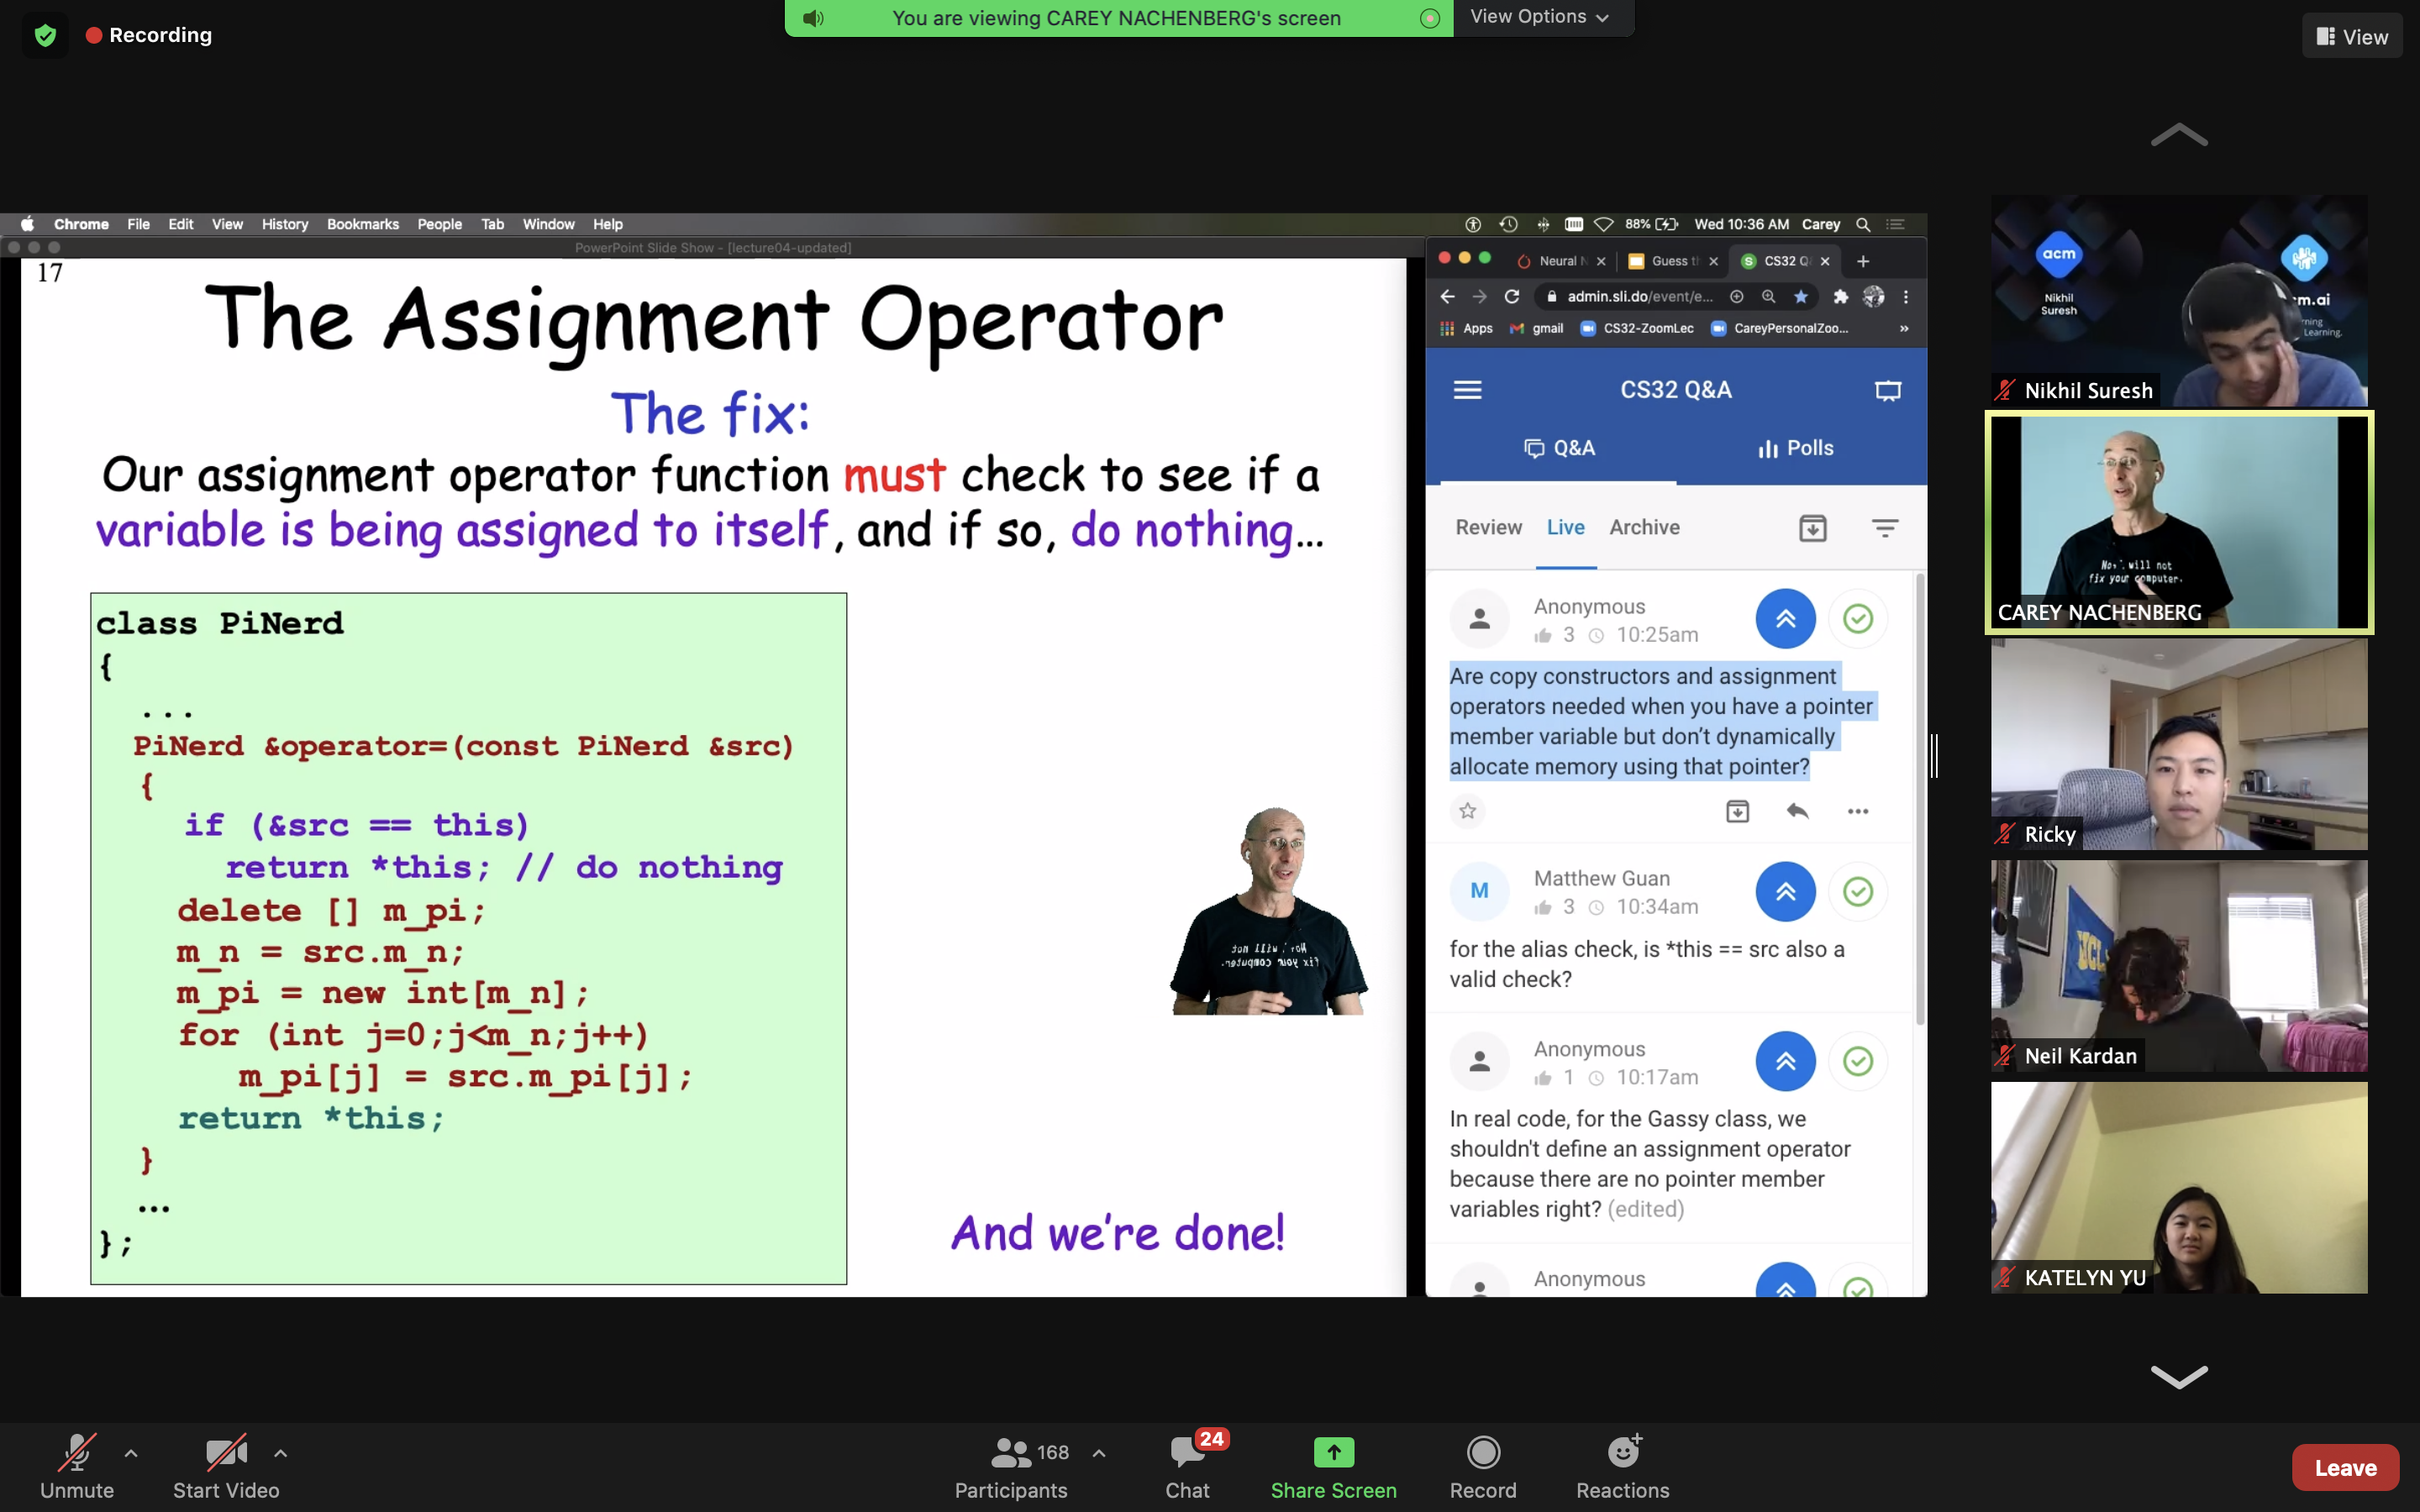 Recording
You are viewing CAREY NACHENBERG's screen
View Options
View
Chrome File Edit View History Bookmarks People Tab Window Help
88% Wed 10:36 AM Carey
PowerPoint Slide Show - [lecture04-updated]
17
The Assignment Operator
The fix:
Our assignment operator function must check to see if a
variable is being assigned to itself, and if so, do nothing…
class PiNerd
{
...
PiNerd &operator=(const PiNerd &src)
{
if (&src == this)
return *this; // do nothing
delete [] m_pi;
m_n = src.m_n;
m_pi = new int[m_n];
for (int j=0;j<m_n;j++)
m_pi[j] = src.m_pi[j];
return *this;
}
…
};
And we're done!
Neural N
Guess th
CS32 Q
admin.sli.do/event/e...
Apps gmail CS32-ZoomLec CareyPersonalZoo... »
CS32 Q&A
Q&A Polls
Review Live Archive
Anonymous
3 10:25am
Are copy constructors and assignment
operators needed when you have a pointer
member variable but don’t dynamically
allocate memory using that pointer?
M
Matthew Guan
3 10:34am
for the alias check, is *this == src also a
valid check?
Anonymous
1 10:17am
In real code, for the Gassy class, we
shouldn't define an assignment operator
because there are no pointer member
variables right? (edited)
Anonymous
acm
Nikhil
Suresh
m.ai
Learning.
Nikhil Suresh
will not
fix your computer.
CAREY NACHENBERG
Ricky
UCL
Neil Kardan
KATELYN YU
Unmute
Start Video
168
Participants
24
Chat
Share Screen
Record
Reactions
Leave